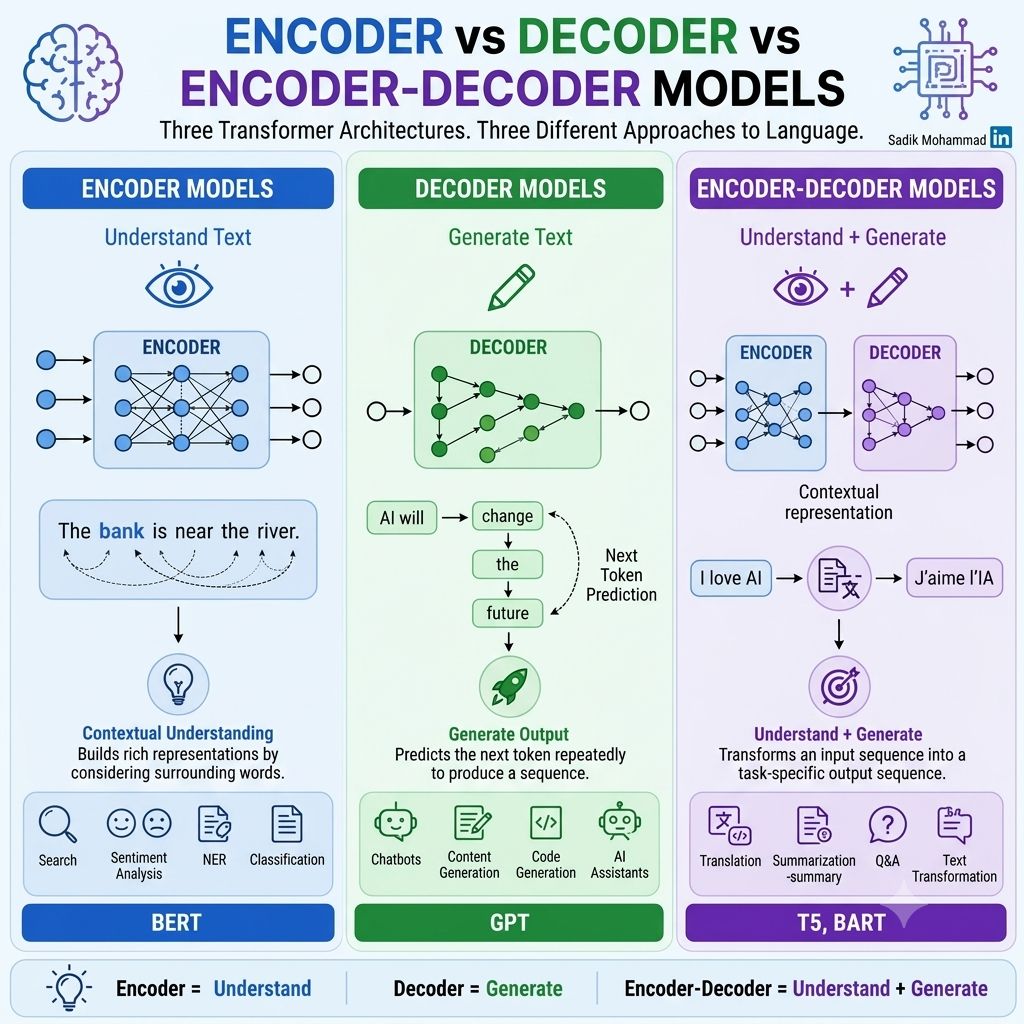 ENCODER vs DECODER vs
ENCODER-DECODER MODELS
Three Transformer Architectures. Three Different Approaches to Language.
Sadik Mohammad in
ENCODER MODELS
Understand Text
ENCODER
The bank is near the river.
Contextual Understanding
Builds rich representations by
considering surrounding words.
Search
Sentiment
Analysis
NER
Classification
BERT
DECODER MODELS
Generate Text
DECODER
AI will
change
the
future
Next
Token
Prediction
Generate Output
Predicts the next token repeatedly
to produce a sequence.
Chatbots
Content
Generation
</>
Code
Generation
AI
Assistants
GPT
ENCODER-DECODER MODELS
Understand + Generate
+
ENCODER
DECODER
Contextual
representation
I love AI
文
J'aime l'IA
Understand + Generate
Transforms an input sequence into a
task-specific output sequence.
文
</>
Translation
Summarization
-summary
?
Q&A
Text
Transformation
T5, BART
Encoder = Understand
Decoder = Generate
Encoder-Decoder = Understand + Generate